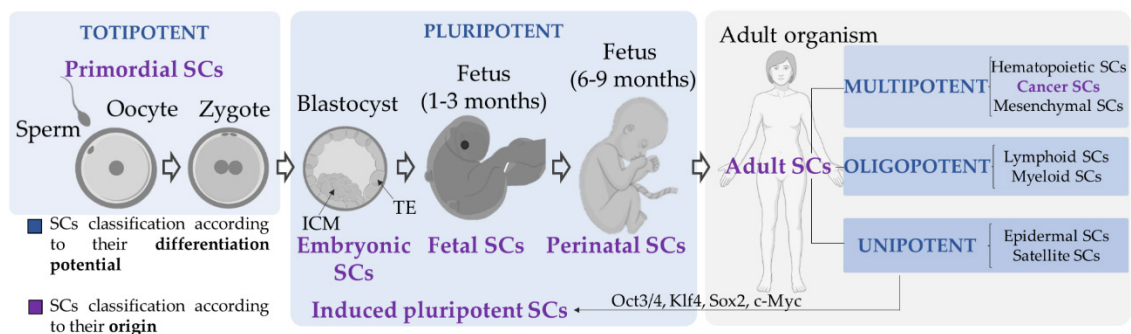 TOTIPOTENT
Primordial SCs
Sperm
Oocyte
Zygote
SCs classification according
to their differentiation
potential
SCs classification according
to their origin
PLURIPOTENT
Blastocyst
Fetus
(1-3 months)
Fetus
(6-9 months)
ICM
TE
Embryonic
SCs
Fetal SCs
Perinatal SCs
Induced pluripotent SCs
Oct3/4, Klf4, Sox2, c-Myc
Adult organism
Adult SCs
MULTIPOTENT
Hematopoietic SCs
Cancer SCs
Mesenchymal SCs
OLIGOPOTENT
Lymphoid SCs
Myeloid SCs
UNIPOTENT
Epidermal SCs
Satellite SCs